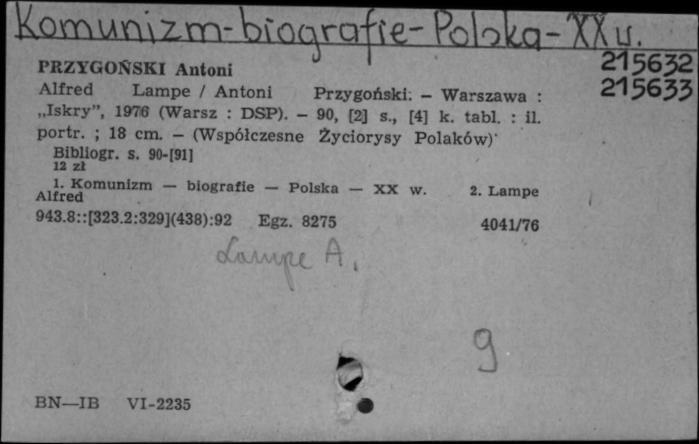 Komunizm-biografie-Polska-XX w.
215632
PRZYGOŃSKI Antoni
215633
Alfred Lampe / Antoni Przygoński. — Warszawa :
„Iskry”, 1976 (Warsz : DSP). — 90, [2] s., [4] k. tabl. : il.
portr. ; 18 cm. — (Współczesne Życiorysy Polaków)
Bibliogr. s. 90-[91]
12 zł
1. Komunizm — biografie — Polska — XX w. 2. Lampe
Alfred
943.8::[323.2:329](438):92 Egz. 8275 4041/76
Lampe A.
9
BN—IB VI-2235